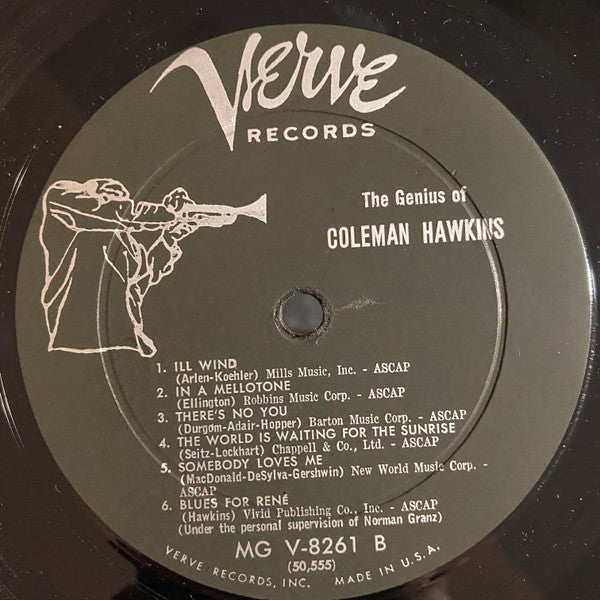 Verve
RECORDS
The Genius of
COLEMAN HAWKINS
1. ILL WIND
(Arlen-Koehler) Mills Music, Inc. - ASCAP
2. IN A MELLOTONE
(Ellington) Robbins Music Corp. - ASCAP
3. THERE'S NO YOU
(Durgom-Adair-Hopper) Barton Music Corp. - ASCAP
4. THE WORLD IS WAITING FOR THE SUNRISE
(Seitz-Lockhart) Chappell & Co., Ltd. - ASCAP
5. SOMEBODY LOVES ME
(MacDonald-DeSylva-Gershwin) New World Music Corp. -
ASCAP
6. BLUES FOR RENÉ
(Hawkins) Vivid Publishing Co., Inc. - ASCAP
(Under the personal supervision of Norman Granz)
MG V-8261 B
(50,555)
VERVE RECORDS, INC. MADE IN U.S.A.